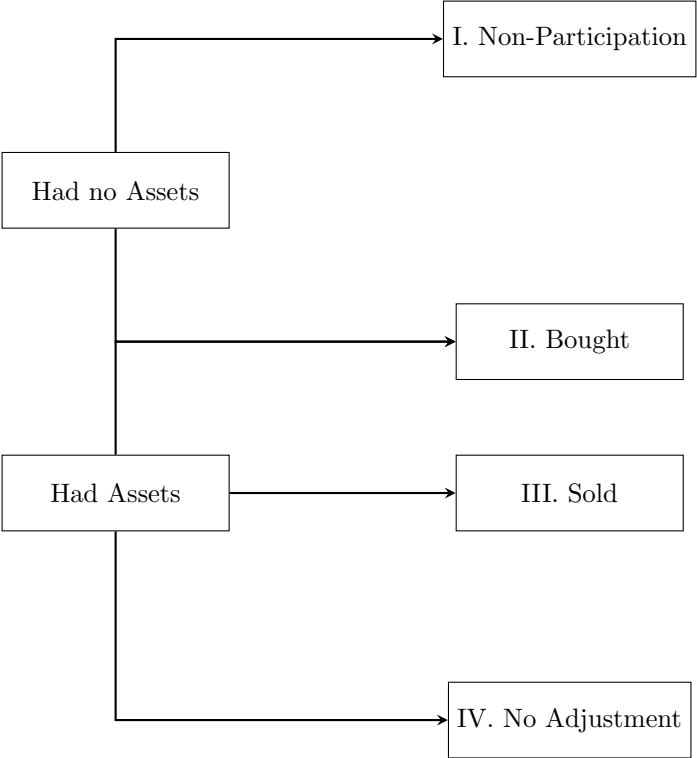 I. Non-Participation
Had no Assets
II. Bought
Had Assets
III. Sold
IV. No Adjustment